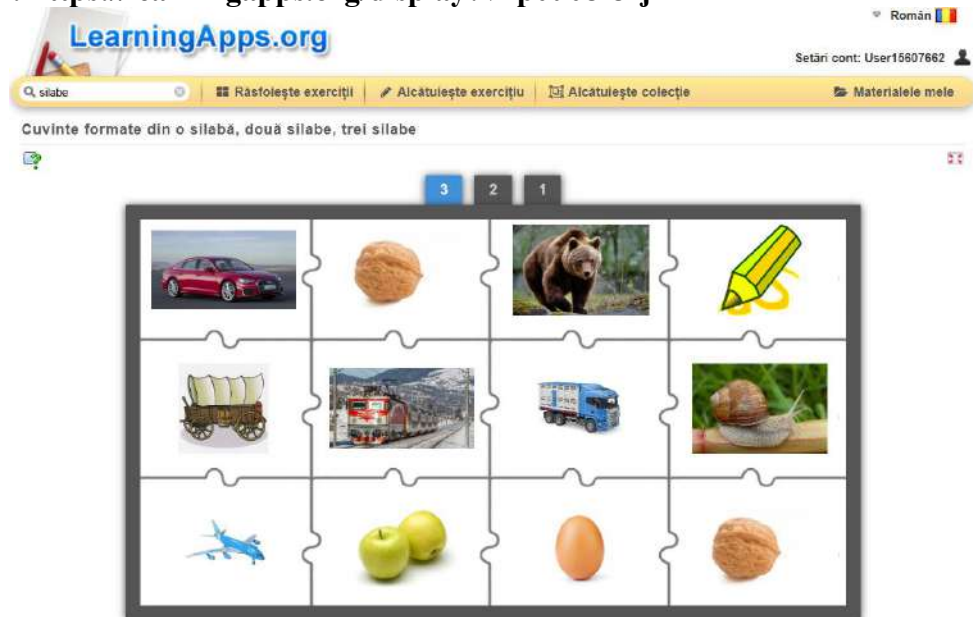 LearningApps.org
Român
Setări cont: User15607662
silabe
Răsfoiește exerciții
Alcătuiește exercițiu
Alcătuiește colecție
Materialele mele
Cuvinte formate din o silabă, două silabe, trei silabe
3 2 1